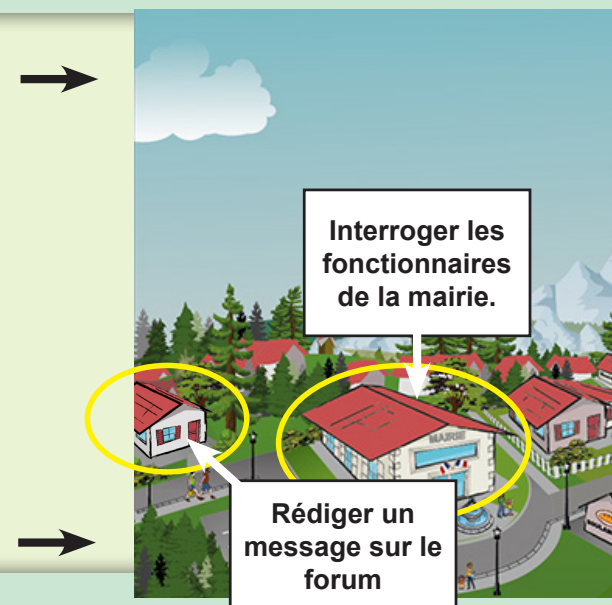 Interroger les
fonctionnaires
de la mairie.
MAIRIE
Rédiger un
message sur le
forum